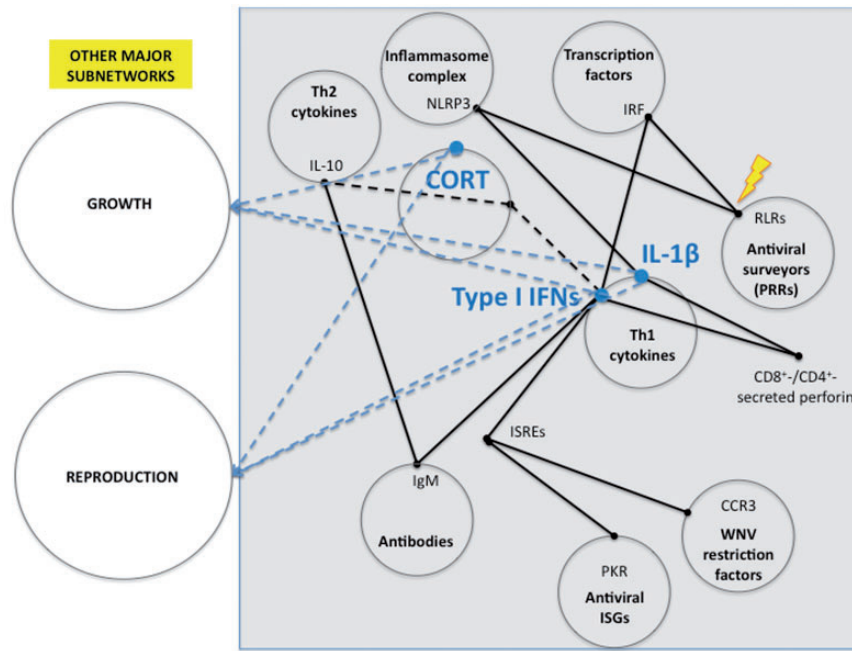 OTHER MAJOR
SUBNETWORKS
GROWTH
REPRODUCTION
Th2
cytokines
IL-10
Inflammasome
complex
NLRP3
Transcription
factors
IRF
CORT
RLRs
Antiviral
surveyors
(PRRs)
IL-1β
Type I IFNs
Th1
cytokines
CD8⁺-/CD4⁺-
secreted perforin
ISREs
IgM
Antibodies
CCR3
WNV
restriction
factors
PKR
Antiviral
ISGs